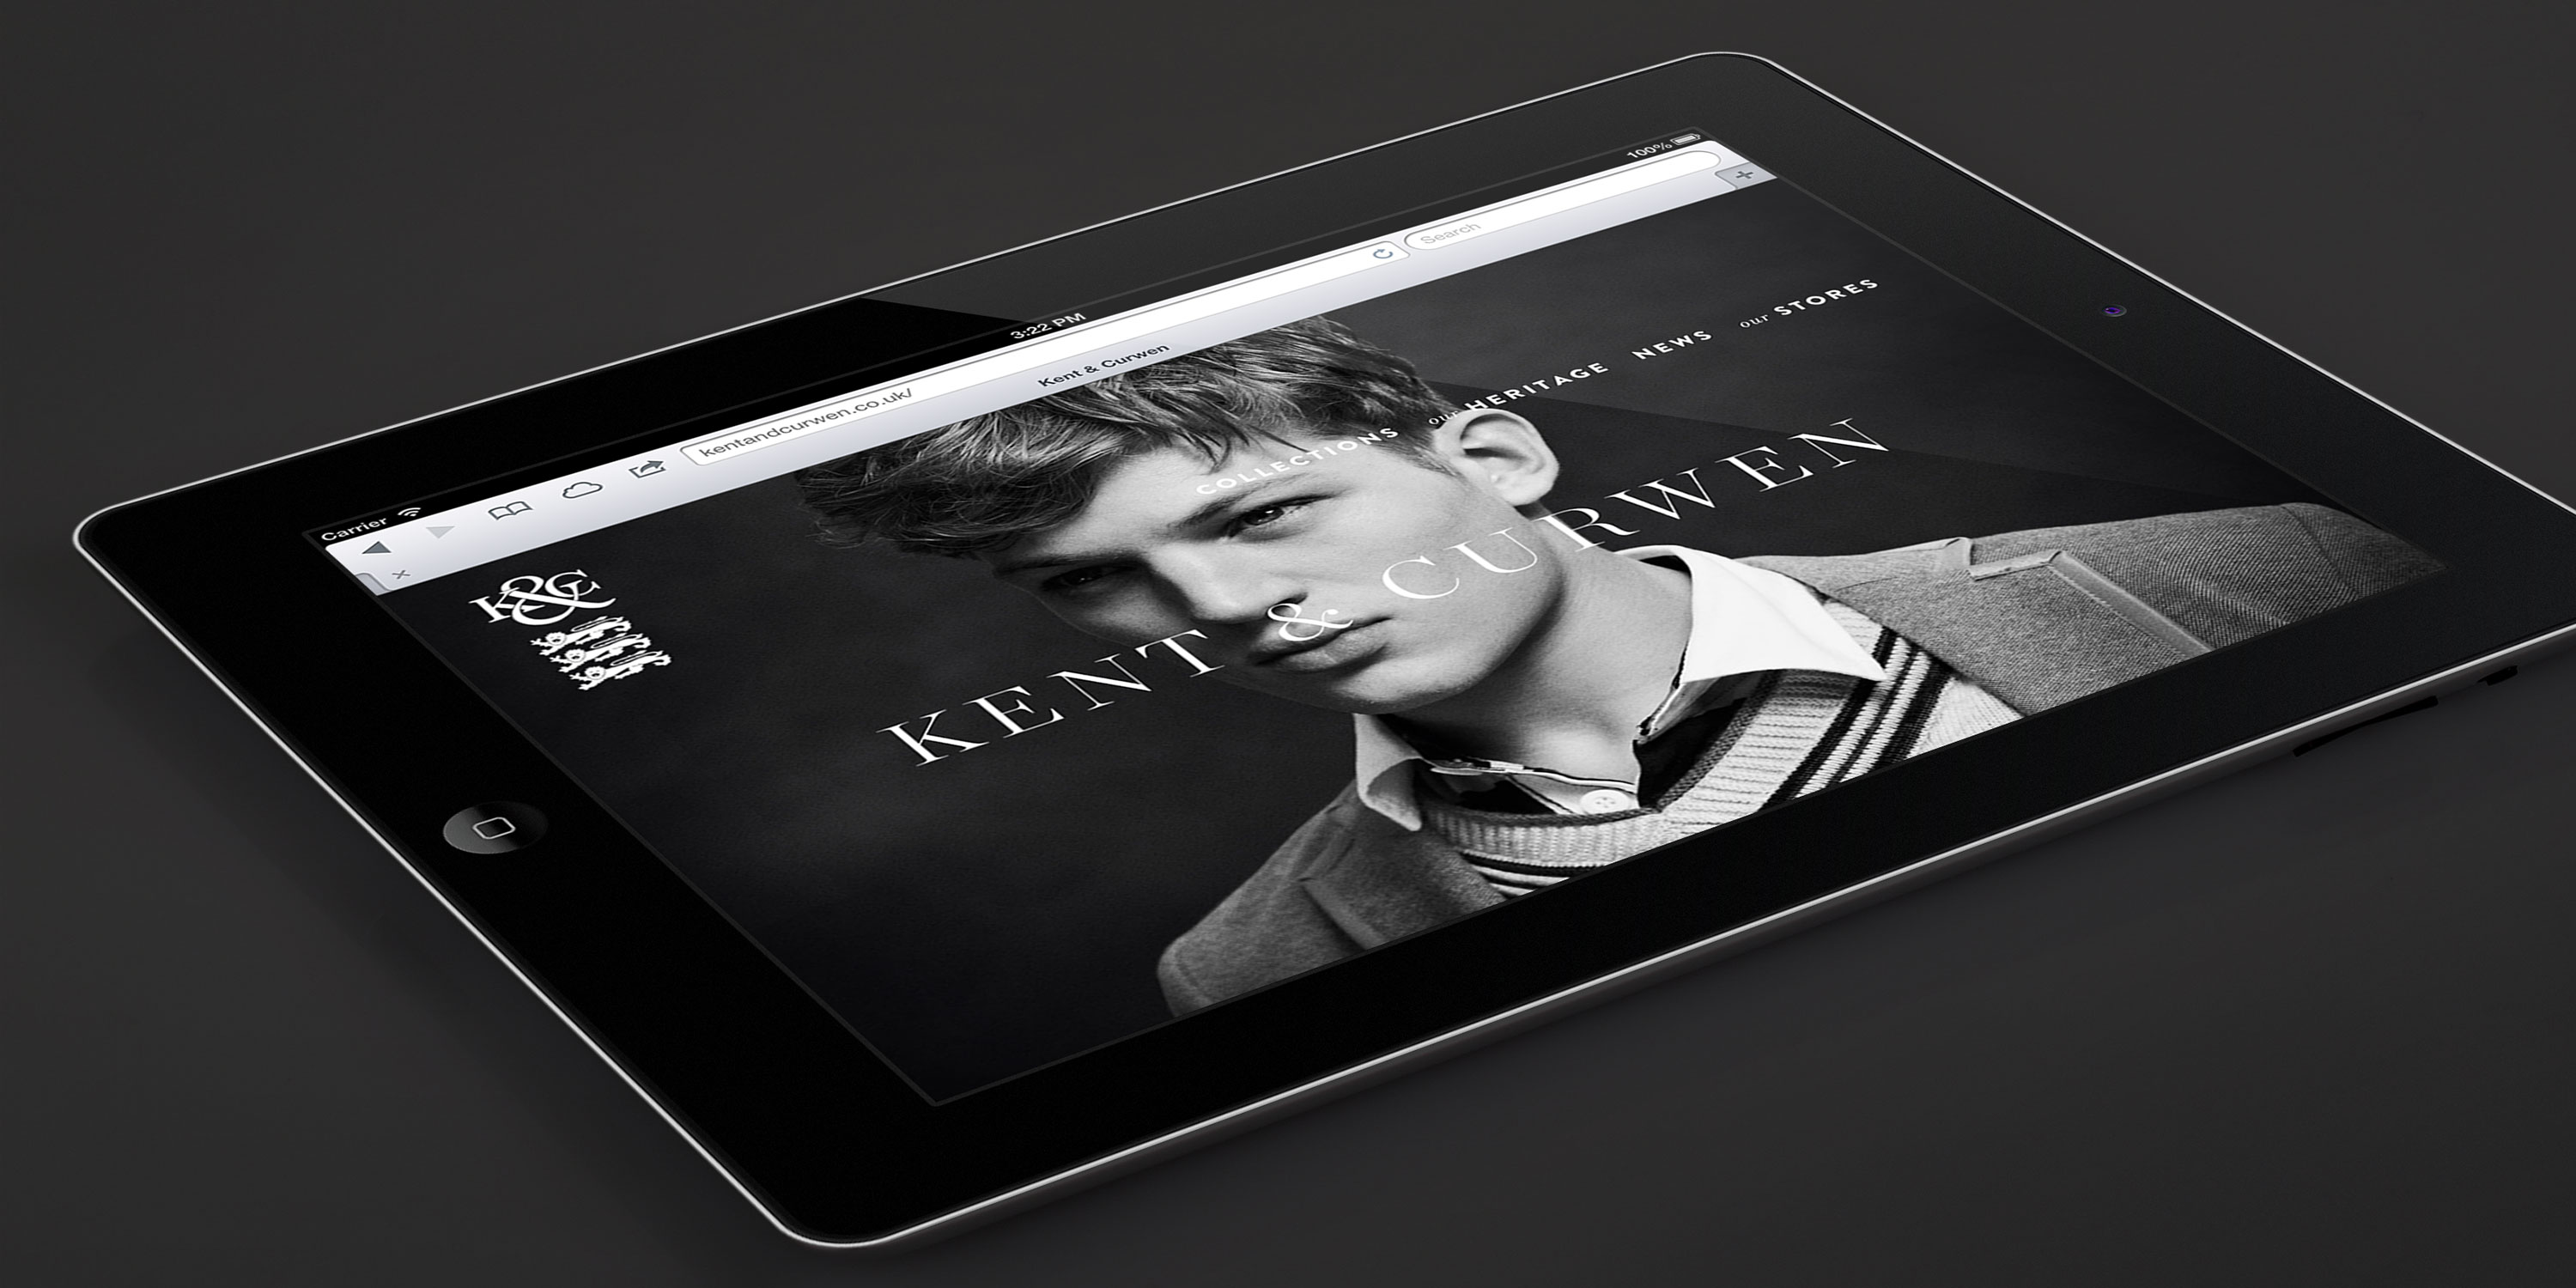 Carrier
3:22 PM
100%
kentandcurwen.co.uk/
Search
Kent & Curwen
K&C
COLLECTIONS our HERITAGE NEWS our STORES
KENT & CURWEN